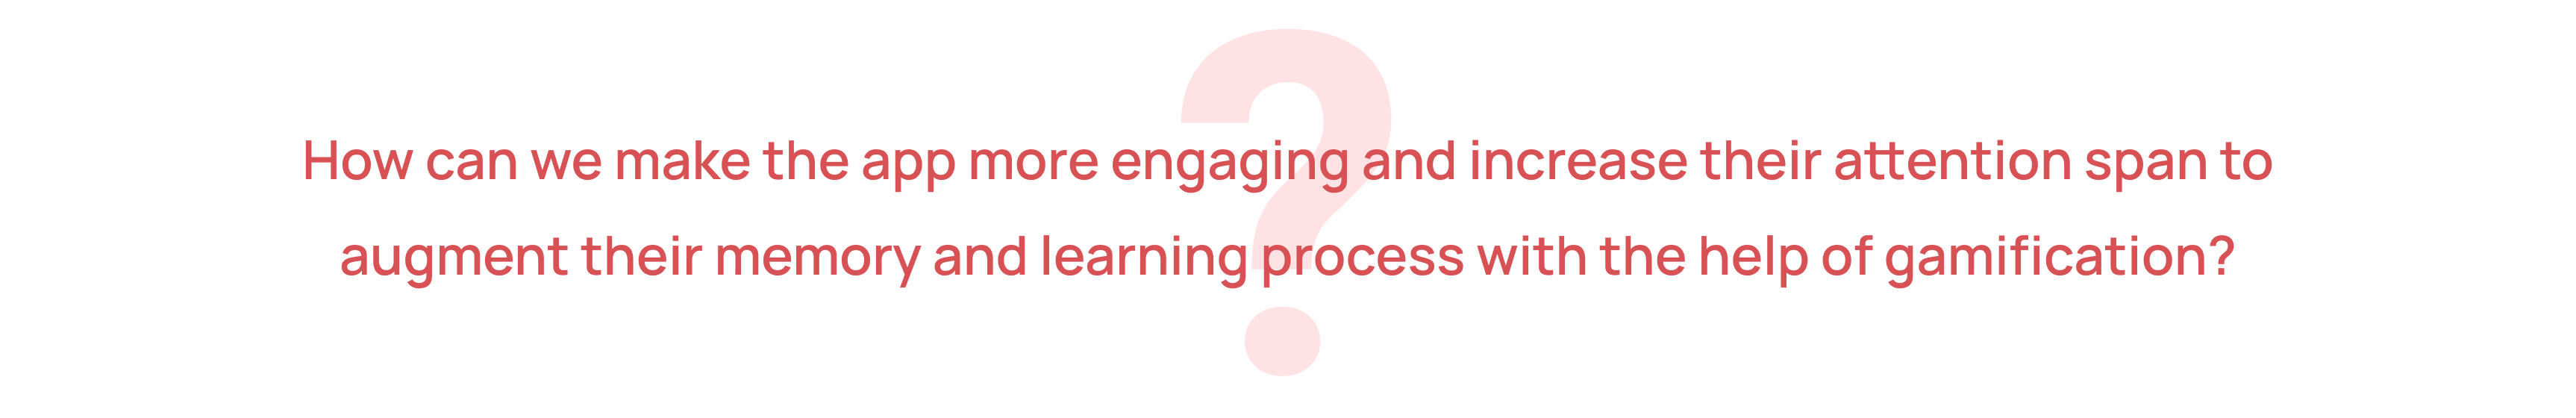 How can we make the app more engaging and increase their attention span to
augment their memory and learning process with the help of gamification?
?